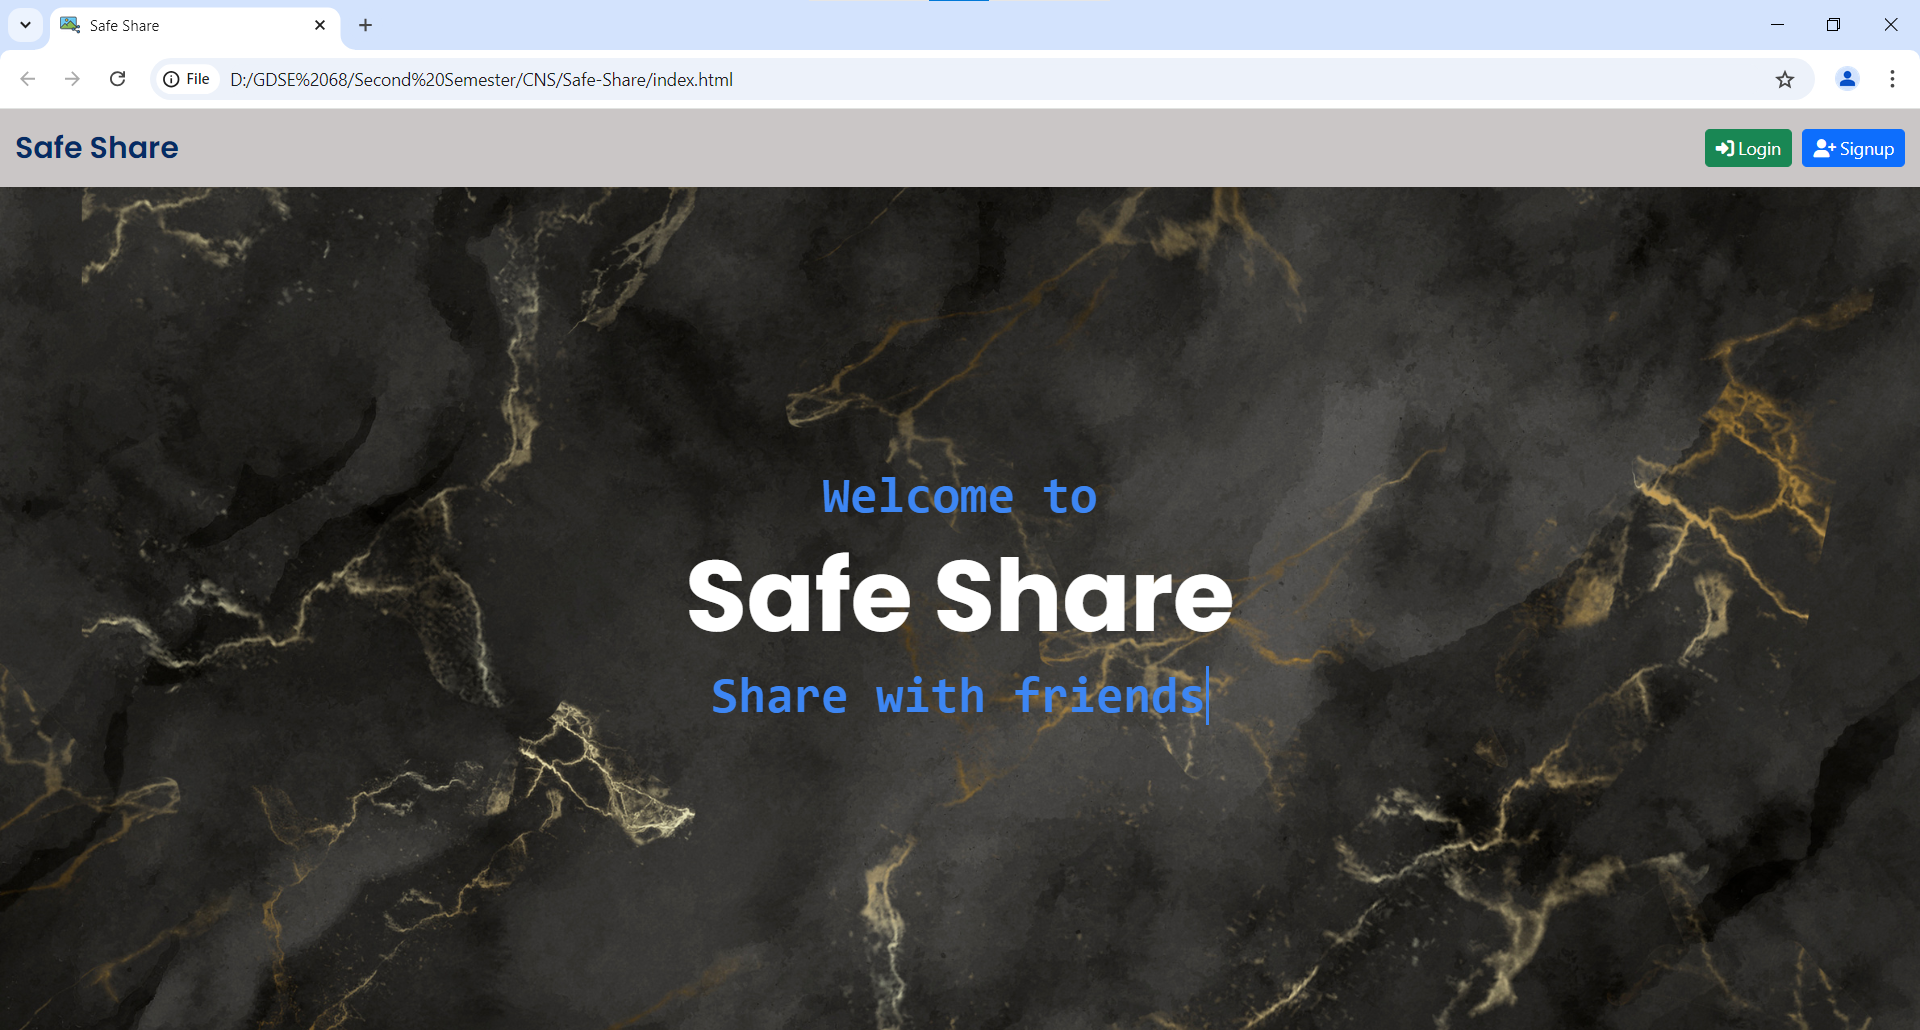 Safe Share
File D:/GDSE%2068/Second%20Semester/CNS/Safe-Share/index.html
Safe Share Login Signup
Welcome to
Safe Share
Share with friends